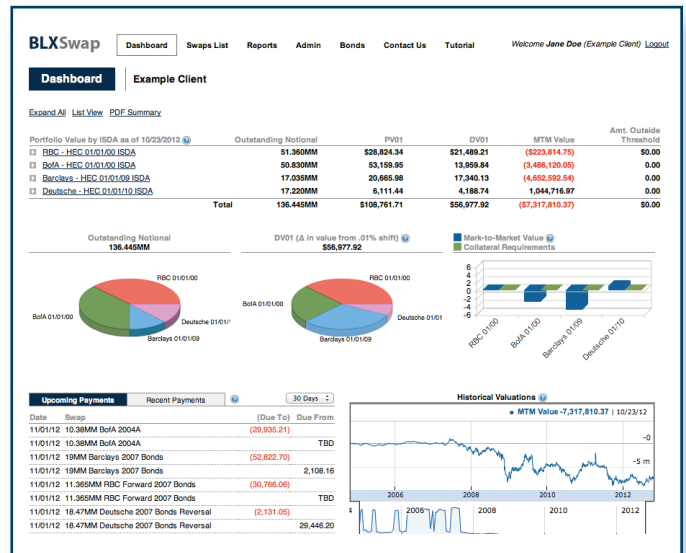 BLXSwap Dashboard Swaps List Reports Admin Bonds Contact Us Tutorial Welcome Jane Doe (Example Client) Logout
Dashboard Example Client
Expand All List View PDF Summary
Amt. Outside
Portfolio Value by ISDA as of 10/23/2012 Outstanding Notional PV01 DV01 MTM Value Threshold
RBC - HEC 01/01/00 ISDA 51.360MM $28,824.34 $21,489.21 ($223,814.75) $0.00
BofA - HEC 01/01/00 ISDA 50.830MM 53,159.95 13,959.84 (3,486,120.05) 0.00
Barclays - HEC 01/01/09 ISDA 17.035MM 20,665.98 17,340.13 (4,652,592.54) 0.00
Deutsche - HEC 01/01/10 ISDA 17.220MM 6,111.44 4,188.74 1,044,716.97 0.00
Total 136.445MM $108,761.71 $56,977.92 ($7,317,810.37) $0.00
Outstanding Notional
136.445MM
RBC 01/01/00
BofA 01/01/00
Deutsche 01/01/
Barclays 01/01/09
DV01 (Δ in value from .01% shift)
$56,977.92
RBC 01/01/00
BofA 01/01/00
Deutsche 01/01
Barclays 01/01/09
Mark-to-Market Value
Collateral Requirements
6
4
2
0
-2
-4
-6
RBC 01/00 BofA 01/00 Barclays 01/09 Deutsche 01/10
Upcoming Payments Recent Payments 30 Days
Date Swap (Due To) Due From
11/01/12 10.38MM BofA 2004A (29,935.21)
11/01/12 10.38MM BofA 2004A TBD
11/01/12 19MM Barclays 2007 Bonds (52,822.70)
11/01/12 19MM Barclays 2007 Bonds 2,108.16
11/01/12 11.365MM RBC Forward 2007 Bonds (30,766.06)
11/01/12 11.365MM RBC Forward 2007 Bonds TBD
11/01/12 18.47MM Deutsche 2007 Bonds Reversal (2,131.05)
11/01/12 18.47MM Deutsche 2007 Bonds Reversal 29,446.20
Historical Valuations
MTM Value -7,317,810.37 | 10/23/12
-0
-5 m
2006 2008 2010 2012
4 2006 2008 2010 2012